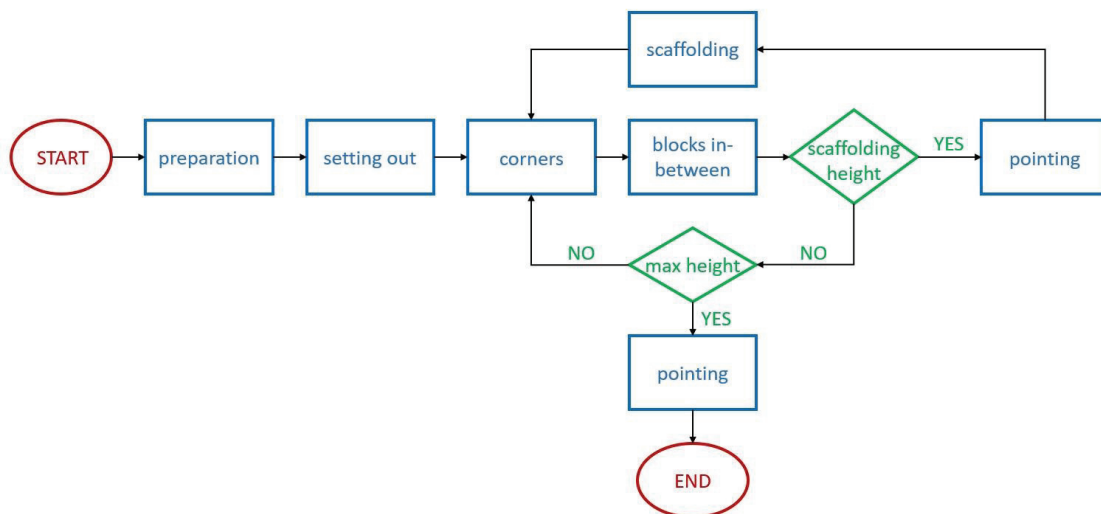 scaffolding
START
preparation
setting out
corners
blocks in-
between
scaffolding
height
YES
pointing
NO
max height
NO
YES
pointing
END